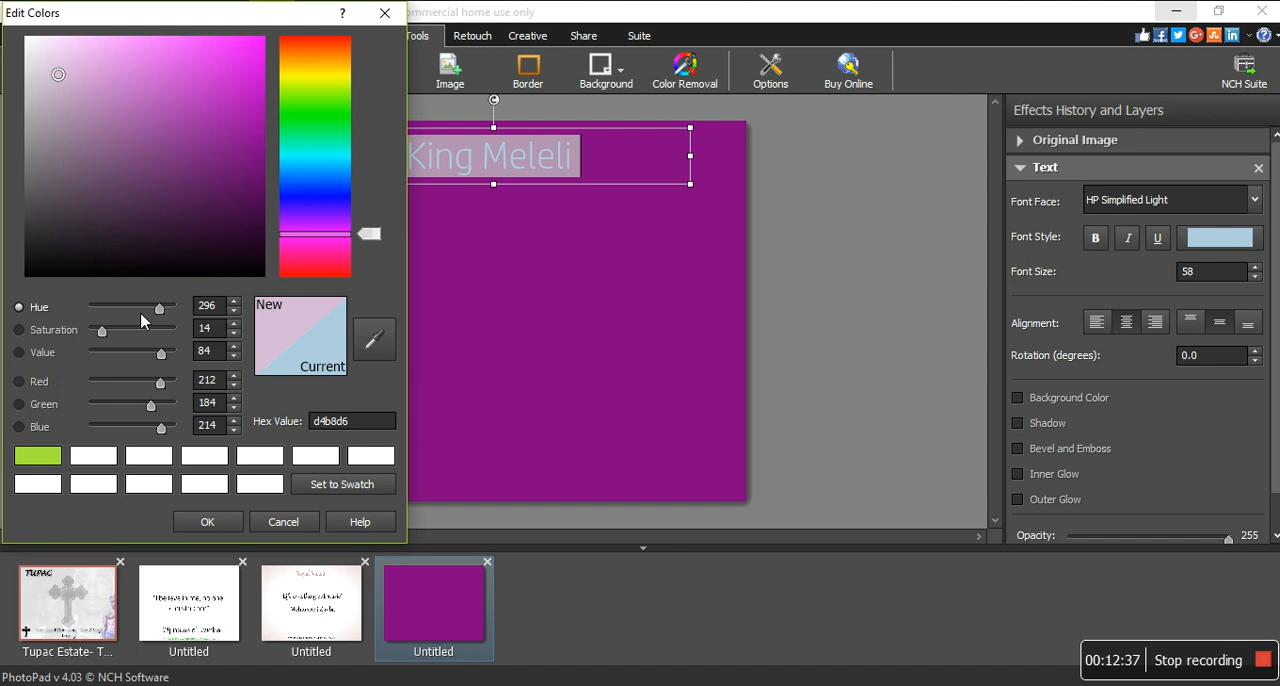 Edit Colors ? commercial home use only
Tools Retouch Creative Share Suite
Image Border Background Color Removal Options Buy Online NCH Suite
Effects History and Layers
Original Image
Text
Font Face: HP Simplified Light
Font Style: B I U
Font Size: 58
Alignment:
Rotation (degrees): 0.0
Background Color
Shadow
Bevel and Emboss
Inner Glow
Outer Glow
Opacity: 255
King Meleli
Hue 296
Saturation 14
Value 84
Red 212
Green 184
Blue 214
New
Current
Hex Value: d4b8d6
Set to Swatch
OK Cancel Help
TUPAC
Tupac Estate- T... Untitled Untitled Untitled
00:12:37 Stop recording
PhotoPad v 4.03 © NCH Software